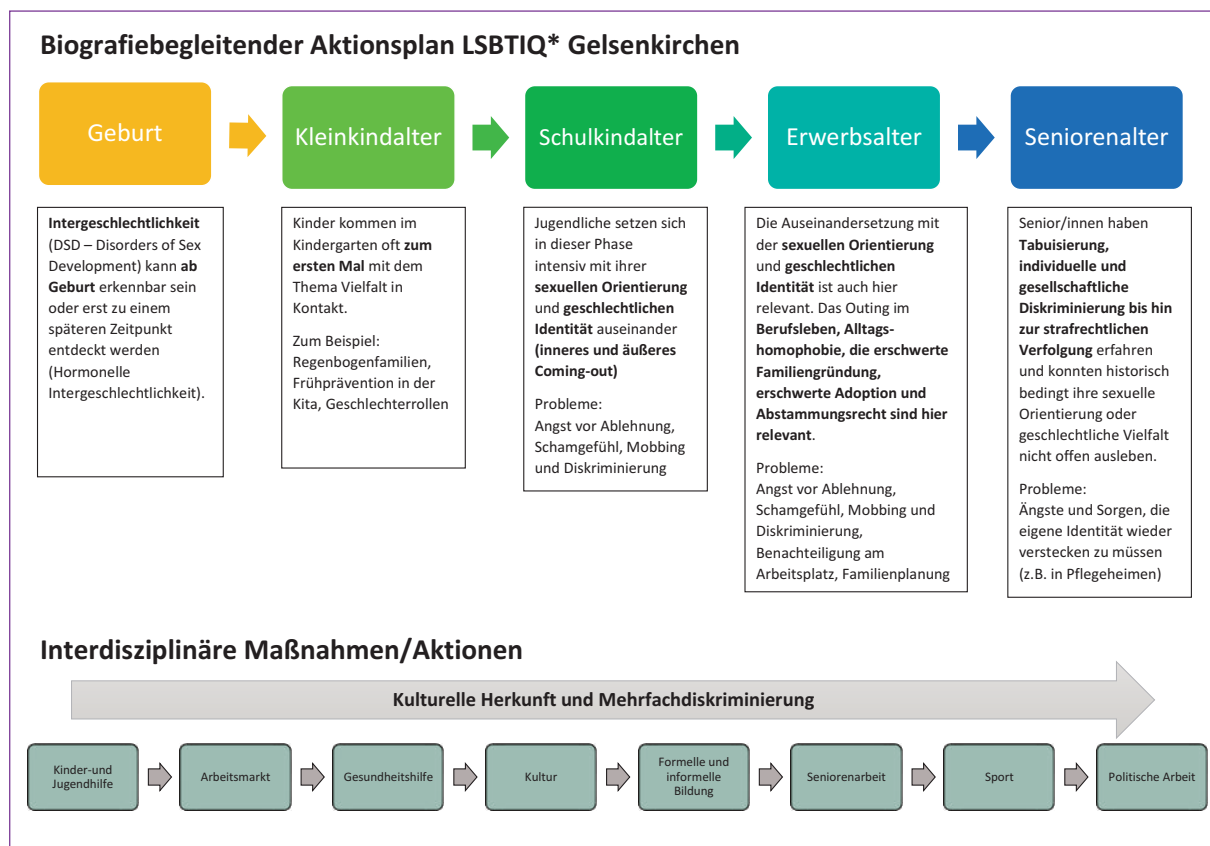 Biografiebegleitender Aktionsplan LSBTIQ* Gelsenkirchen
Geburt
Kleinkindalter
Schulkindalter
Erwerbsalter
Seniorenalter
Intergeschlechtlichkeit
(DSD – Disorders of Sex
Development) kann ab
Geburt erkennbar sein
oder erst zu einem
späteren Zeitpunkt
entdeckt werden
(Hormonelle
Intergeschlechtlichkeit).
Kinder kommen im
Kindergarten oft zum
ersten Mal mit dem
Thema Vielfalt in
Kontakt.
Zum Beispiel:
Regenbogenfamilien,
Frühprävention in der
Kita, Geschlechterrollen
Jugendliche setzen sich
in dieser Phase
intensiv mit ihrer
sexuellen Orientierung
und geschlechtlichen
Identität auseinander
(inneres und äußeres
Coming-out)
Probleme:
Angst vor Ablehnung,
Schamgefühl, Mobbing
und Diskriminierung
Die Auseinandersetzung mit
der sexuellen Orientierung
und geschlechtlichen
Identität ist auch hier
relevant. Das Outing im
Berufsleben, Alltags-
homophobie, die erschwerte
Familiengründung,
erschwerte Adoption und
Abstammungsrecht sind hier
relevant.
Probleme:
Angst vor Ablehnung,
Schamgefühl, Mobbing und
Diskriminierung,
Benachteiligung am
Arbeitsplatz, Familienplanung
Senior/innen haben
Tabuisierung,
individuelle und
gesellschaftliche
Diskriminierung bis hin
zur strafrechtlichen
Verfolgung erfahren
und konnten historisch
bedingt ihre sexuelle
Orientierung oder
geschlechtliche Vielfalt
nicht offen ausleben.
Probleme:
Ängste und Sorgen, die
eigene Identität wieder
verstecken zu müssen
(z.B. in Pflegeheimen)
Interdisziplinäre Maßnahmen/Aktionen
Kulturelle Herkunft und Mehrfachdiskriminierung
Kinder-und
Jugendhilfe
Arbeitsmarkt
Gesundheitshilfe
Kultur
Formelle und
informelle
Bildung
Seniorenarbeit
Sport
Politische Arbeit